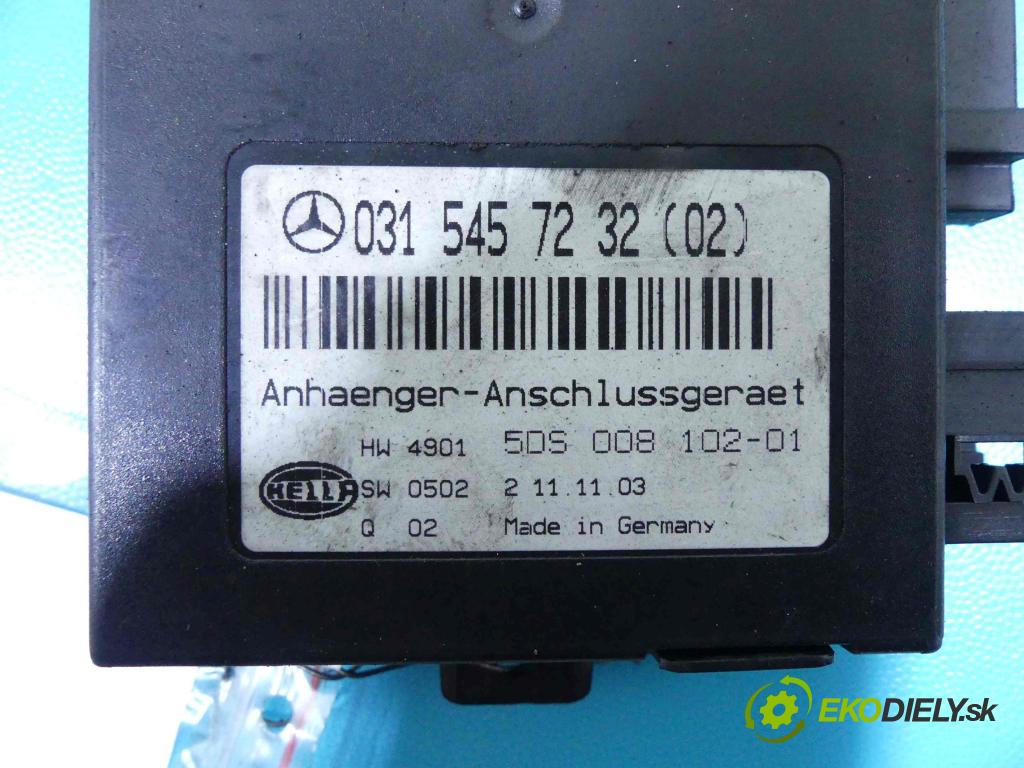 031 545 72 32 (02)
Anhaenger-Anschlussgeraet
HW 4901 5DS 008 102-01
HELLA SW 0502 2 11.11.03
Q 02 Made in Germany
EKODIELY.sk